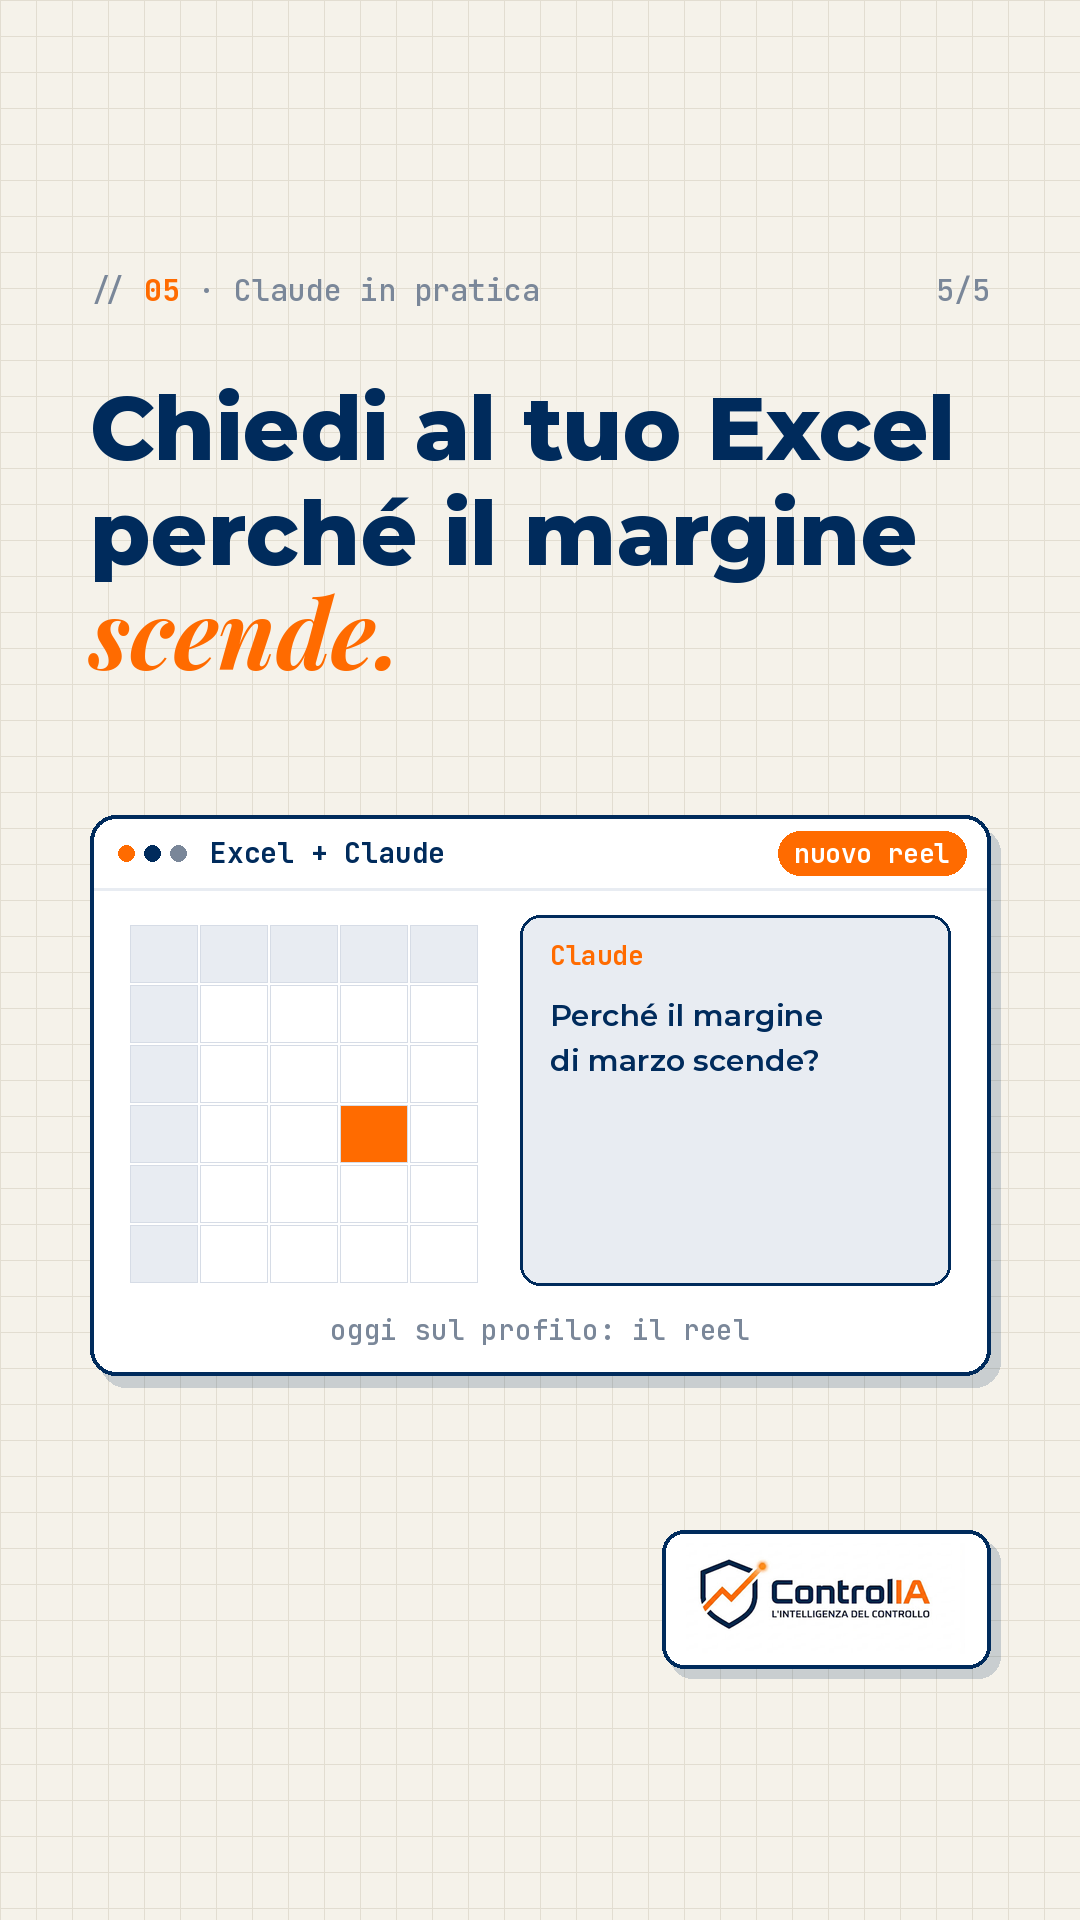 // 05 · Claude in pratica
5/5
Chiedi al tuo Excel
perché il margine
scende.
Excel + Claude
nuovo reel
Claude
Perché il margine
di marzo scende?
oggi sul profilo: il reel
ControlIA
L'INTELLIGENZA DEL CONTROLLO